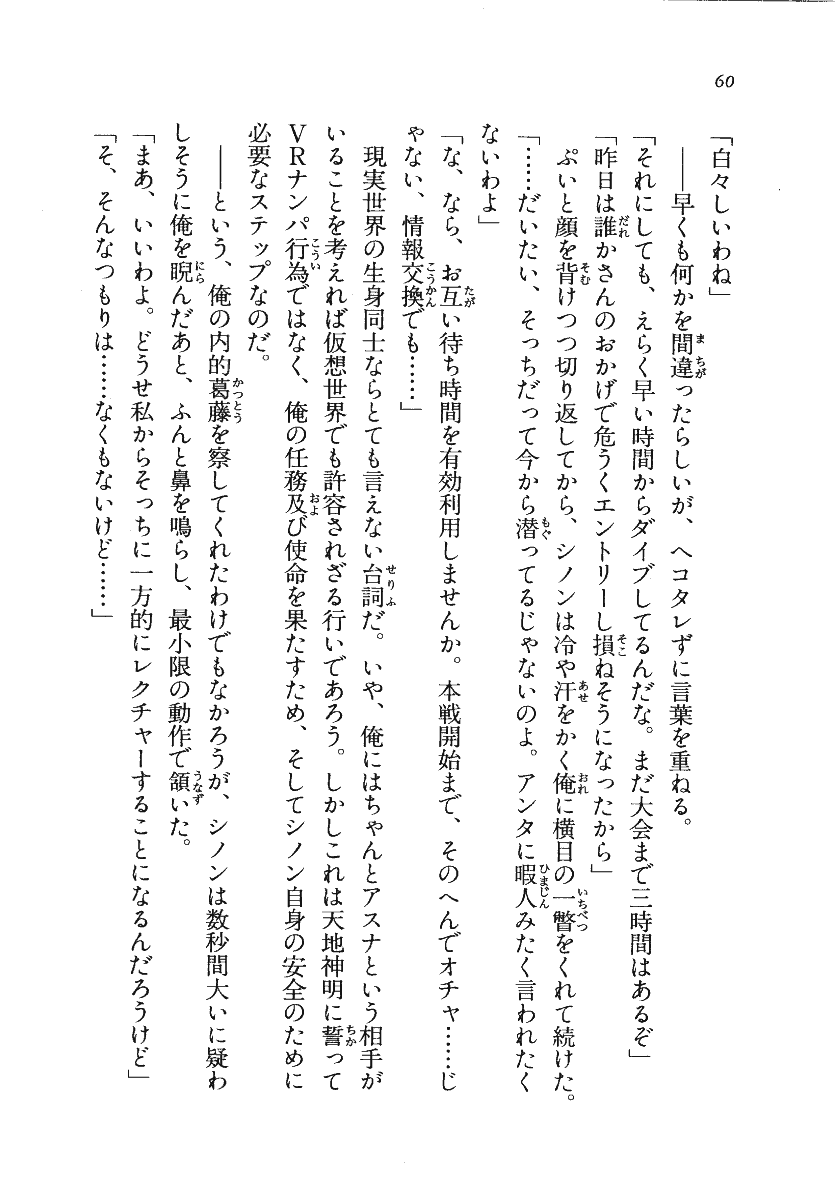 60
「白々しいわね」
――早くも何かを間違ったらしいが、ヘコタレずに言葉を重ねる。
「それにしても、えらく早い時間からダイブしてるんだな。まだ大会まで三時間はあるぞ」
「昨日は誰かさんのおかげで危うくエントリーし損ねそうになったから」
ぷいと顔を背けつつ切り返してから、シノンは冷や汗をかく俺に横目の一瞥をくれて続けた。
「……だいたい、そっちだって今から潜ってるじゃないのよ。アンタに暇人みたく言われたく
ないわよ」
「な、なら、お互い待ち時間を有効利用しませんか。本戦開始まで、そのへんでオチャ……じ
ゃない、情報交換でも……」
現実世界の生身同士ならとても言えない台詞だ。いや、俺にはちゃんとアスナという相手が
いることを考えれば仮想世界でも許容されざる行いであろう。しかしこれは天地神明に誓って
ＶＲナンパ行為ではなく、俺の任務及び使命を果たすため、そしてシノン自身の安全のために
必要なステップなのだ。
――という、俺の内的葛藤を察してくれたわけでもなかろうが、シノンは数秒間大いに疑わ
しそうに俺を睨んだあと、ふんと鼻を鳴らし、最小限の動作で頷いた。
「まあ、いいわよ。どうせ私からそっちに一方的にレクチャーすることになるんだろうけど」
「そ、そんなつもりは……なくもないけど……」